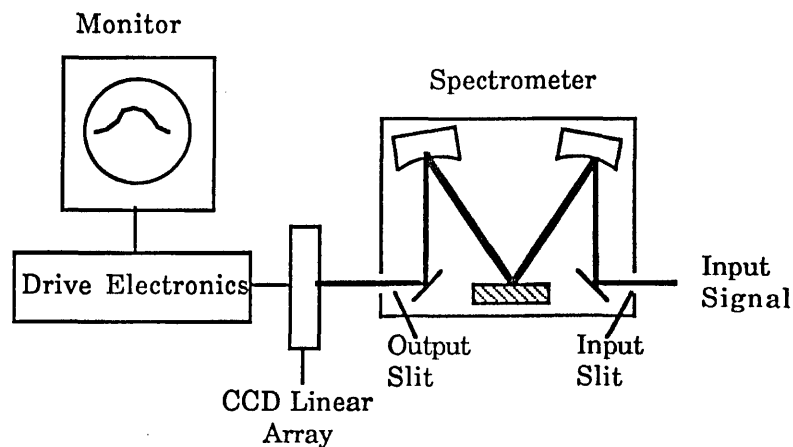 Monitor
Spectrometer
Drive Electronics
Input
Signal
Output
Slit
Input
Slit
CCD Linear
Array